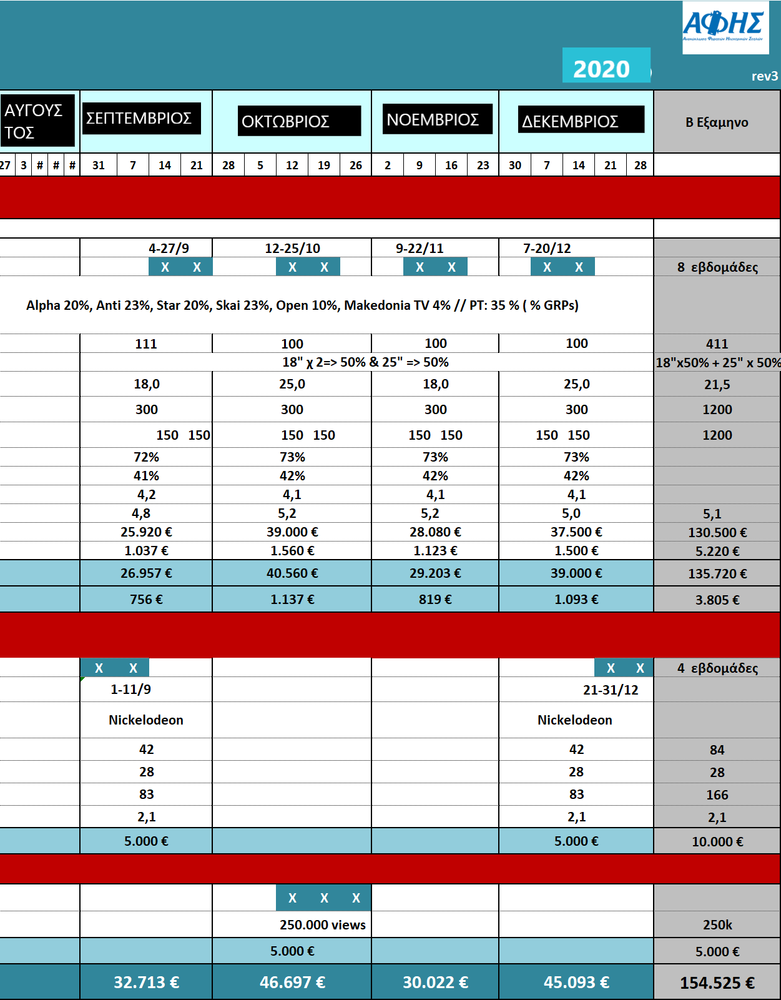 ΑΦΗΣ
Ανακύκλωση Φορητών Ηλεκτρικών Στηλών
2020
rev3
ΑΥΓΟΥΣ
ΤΟΣ
ΣΕΠΤΕΜΒΡΙΟΣ
ΟΚΤΩΒΡΙΟΣ
ΝΟΕΜΒΡΙΟΣ
ΔΕΚΕΜΒΡΙΟΣ
Β Εξαμηνο
27 3 # # # 31 7 14 21 28 5 12 19 26 2 9 16 23 30 7 14 21 28
4-27/9 12-25/10 9-22/11 7-20/12
X X X X X X X X 8 εβδομάδες
Alpha 20%, Anti 23%, Star 20%, Skai 23%, Open 10%, Makedonia TV 4% // PT: 35 % ( % GRPs)
111 100 100 100 411
18" χ 2=> 50% & 25" => 50% 18"x50% + 25" x 50%
18,0 25,0 18,0 25,0 21,5
300 300 300 300 1200
150 150 150 150 150 150 150 150 1200
72% 73% 73% 73%
41% 42% 42% 42%
4,2 4,1 4,1 4,1
4,8 5,2 5,2 5,0 5,1
25.920 € 39.000 € 28.080 € 37.500 € 130.500 €
1.037 € 1.560 € 1.123 € 1.500 € 5.220 €
26.957 € 40.560 € 29.203 € 39.000 € 135.720 €
756 € 1.137 € 819 € 1.093 € 3.805 €
X X X X 4 εβδομάδες
1-11/9 21-31/12
Nickelodeon Nickelodeon
42 42 84
28 28 28
83 83 166
2,1 2,1 2,1
5.000 € 5.000 € 10.000 €
X X X
250.000 views 250k
5.000 € 5.000 €
32.713 € 46.697 € 30.022 € 45.093 € 154.525 €